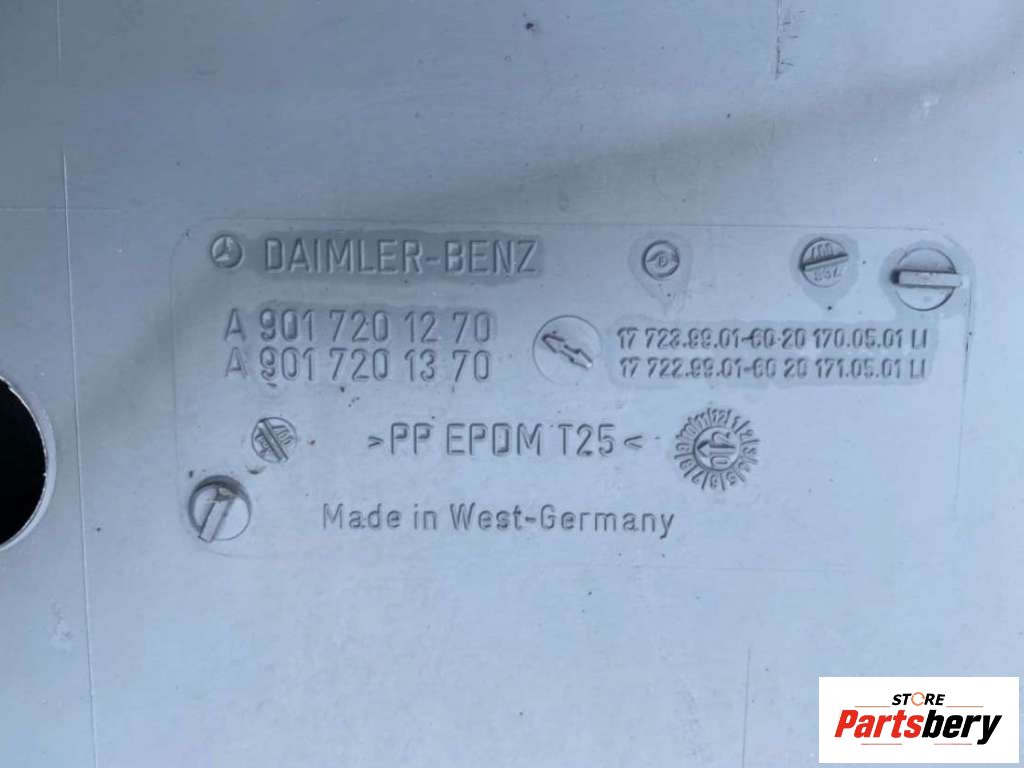 DAIMLER-BENZ
A 901 720 12 70
A 901 720 13 70
17 723.99.01-60 20 170.05.01 LI
17 722.99.01-60 20 171.05.01 LI
>PP EPDM T25<
Made in West-Germany
STORE
Partsbery